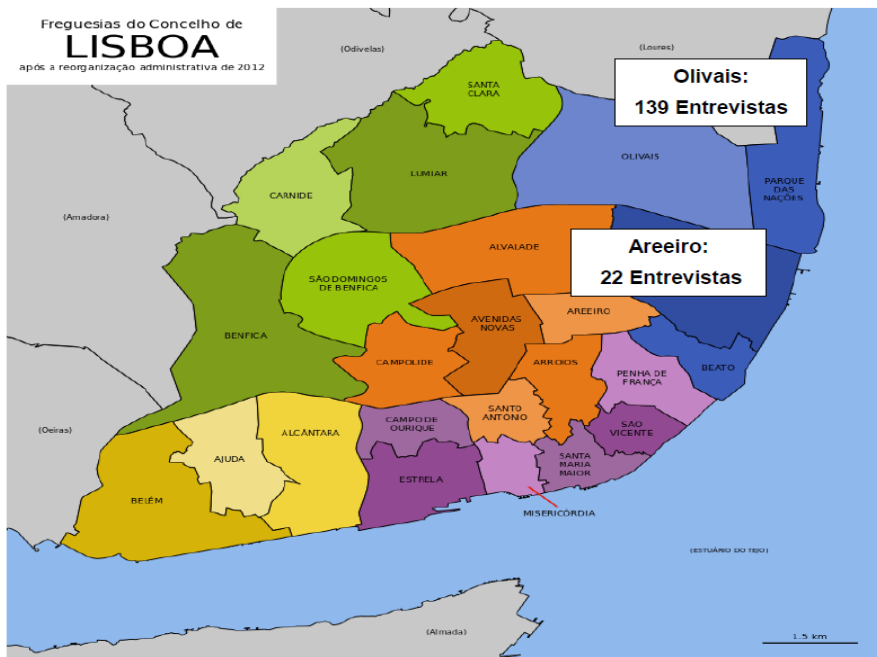 Freguesias do Concelho de
LISBOA
após a reorganização administrativa de 2012
(Odivelas)
(Loures)
Olivais:
139 Entrevistas
SANTA
CLARA
OLIVAIS
LUMIAR
PARQUE
DAS
NAÇÕES
CARNIDE
(Amadora)
ALVALADE
Areeiro:
22 Entrevistas
SÃO DOMINGOS
DE BENFICA
AREEIRO
AVENIDAS
NOVAS
BENFICA
CAMPOLIDE
ARROIOS
BEATO
PENHA DE
FRANÇA
SANTO
ANTÓNIO
CAMPO DE
OURIQUE
SÃO
VICENTE
(Oeiras)
ALCÂNTARA
AJUDA
SANTA
MARIA
MAIOR
ESTRELA
BELÉM
MISERICÓRDIA
(ESTUÁRIO DO TEJO)
(Almada)
1.5 km